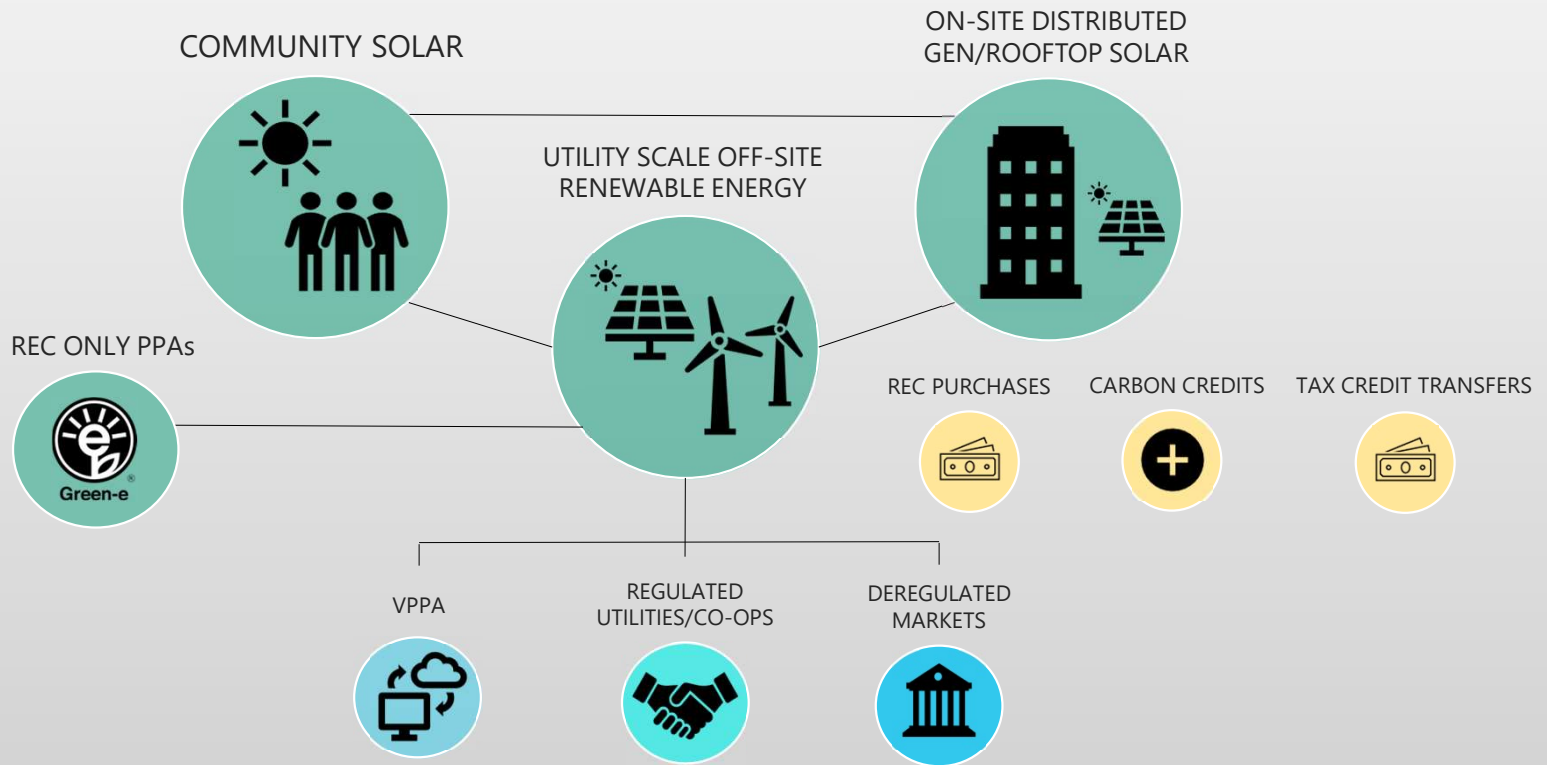 COMMUNITY SOLAR
ON-SITE DISTRIBUTED
GEN/ROOFTOP SOLAR
UTILITY SCALE OFF-SITE
RENEWABLE ENERGY
REC ONLY PPAs
e
®
Green-e
REC PURCHASES
CARBON CREDITS
TAX CREDIT TRANSFERS
VPPA
REGULATED
UTILITIES/CO-OPS
DEREGULATED
MARKETS